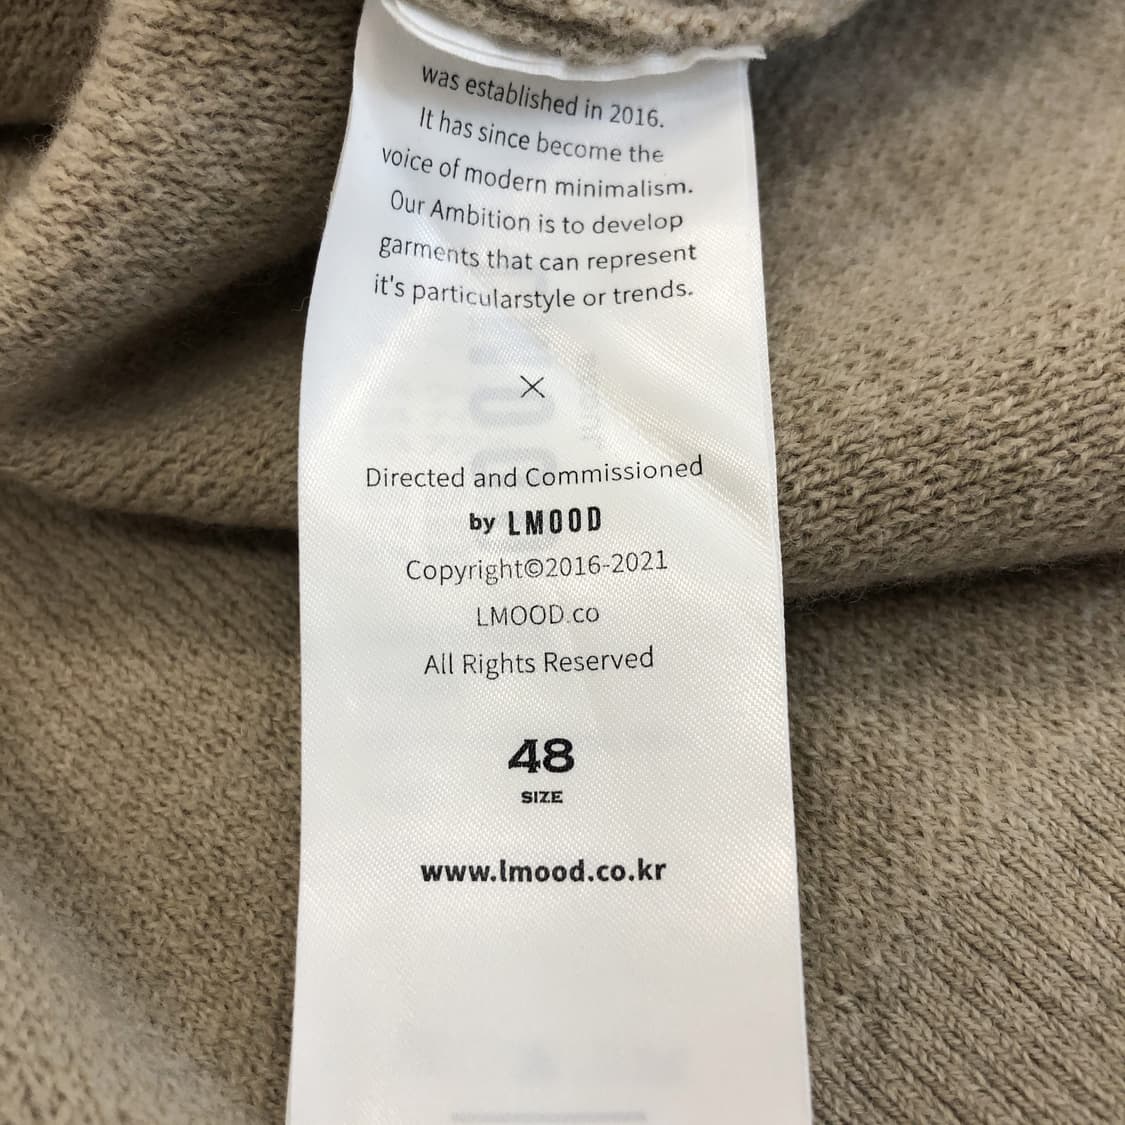 was established in 2016.
It has since become the
voice of modern minimalism.
Our Ambition is to develop
garments that can represent
it's particularstyle or trends.
×
Directed and Commissioned
by LMOOD
Copyright©2016-2021
LMOOD.co
All Rights Reserved
48
SIZE
www.lmood.co.kr